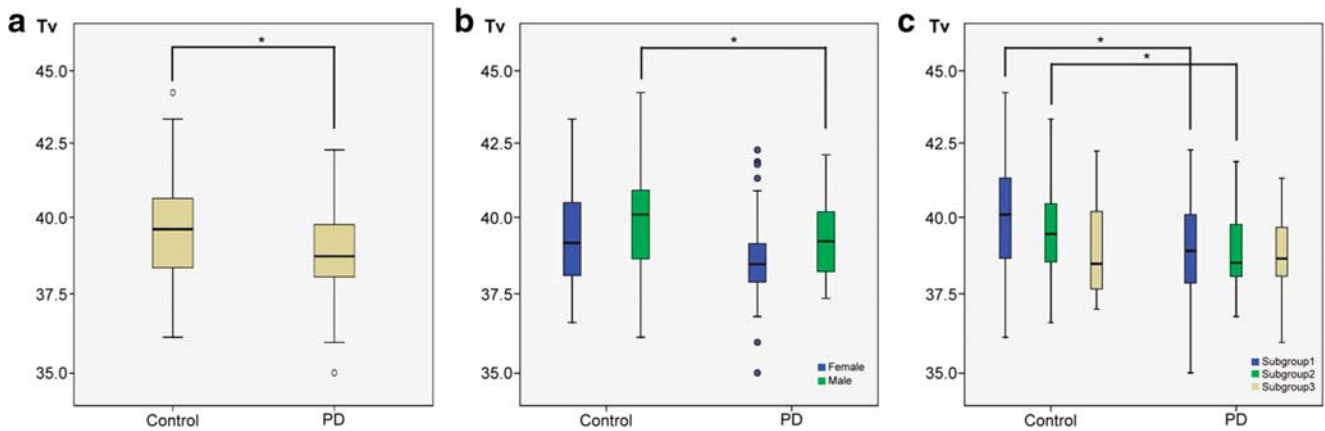 a
Tv
45.0
42.5
40.0
37.5
35.0
*
Control
PD
b
Tv
45.0
42.5
40.0
37.5
35.0
*
Female
Male
Control
PD
c
Tv
45.0
42.5
40.0
37.5
35.0
*
*
Subgroup1
Subgroup2
Subgroup3
Control
PD